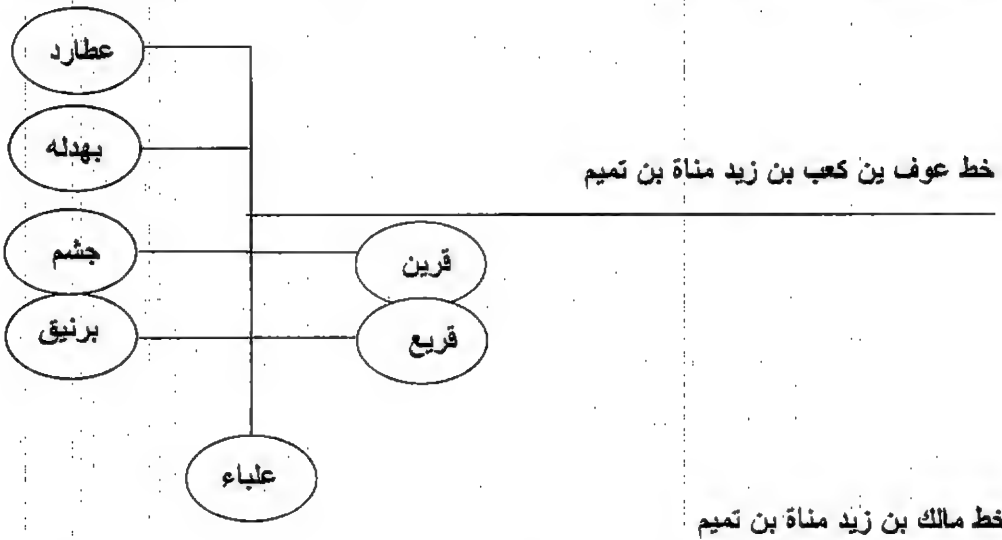 عطارد
بهدله
خط عوف ين كعب بن زيد مناة بن تميم
جشم
قرين
برنيق
قريع
علباء
خط مالك بن زيد مناة بن تميم